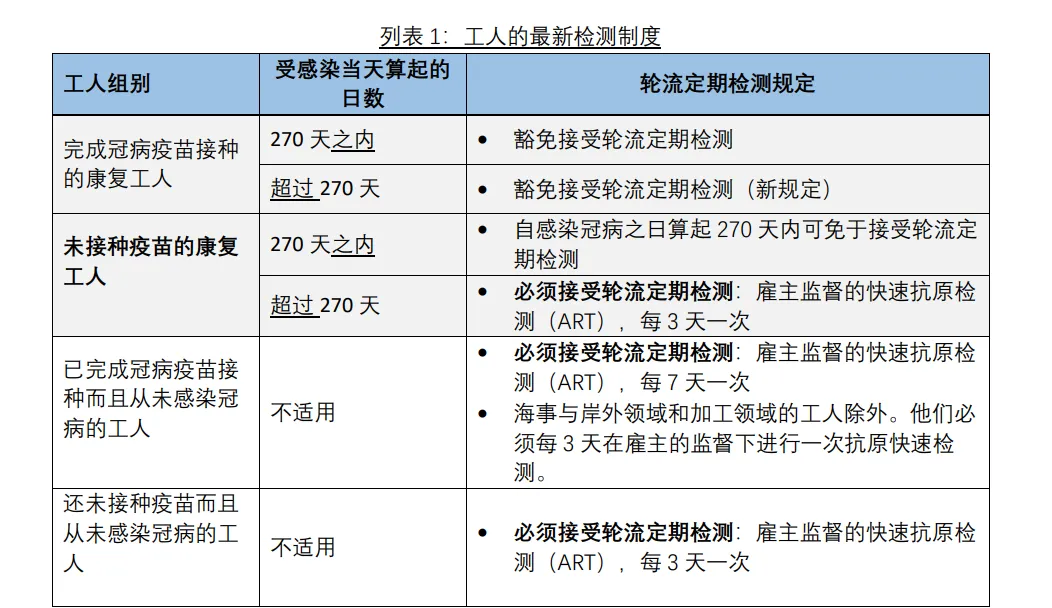 列表 1：工人的最新检测制度
工人组别
受感染当天算起的
日数
轮流定期检测规定
完成冠病疫苗接种
的康复工人
270 天之内
• 豁免接受轮流定期检测
超过 270 天
• 豁免接受轮流定期检测（新规定）
未接种疫苗的康复
工人
270 天之内
• 自感染冠病之日算起 270 天内可免于接受轮流定
期检测
超过 270 天
• 必须接受轮流定期检测：雇主监督的快速抗原检
测（ART），每 3 天一次
已完成冠病疫苗接
种而且从未感染冠
病的工人
不适用
• 必须接受轮流定期检测：雇主监督的快速抗原检
测（ART），每 7 天一次
• 海事与岸外领域和加工领域的工人除外。他们必
须每 3 天在雇主的监督下进行一次抗原快速检
测。
还未接种疫苗而且
从未感染冠病的工
人
不适用
• 必须接受轮流定期检测：雇主监督的快速抗原检
测（ART），每 3 天一次